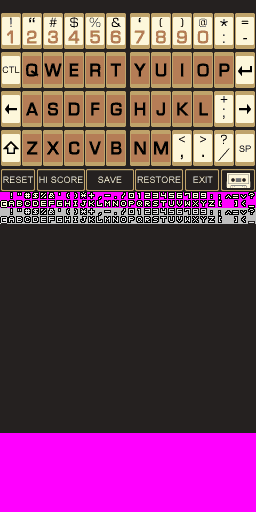 ! “ # $ % & ‘ ( ) @ * =
1 2 3 4 5 6 7 8 9 0 : -
CTL Q W E R T Y U I O P ↵
← A S D F G H J K L + ; →
⇧ Z X C V B N M < , > . ? / SP
RESET HI SCORE SAVE RESTORE EXIT
!"#$%&'()*+,-./0123456789:;<=>?
@ABCDEFGHIJKLMNOPQRSTUVWXYZ[ ]
!"#$%&'()*+,-./0123456789:;<=>?
@ABCDEFGHIJKLMNOPQRSTUVWXYZ[ ]